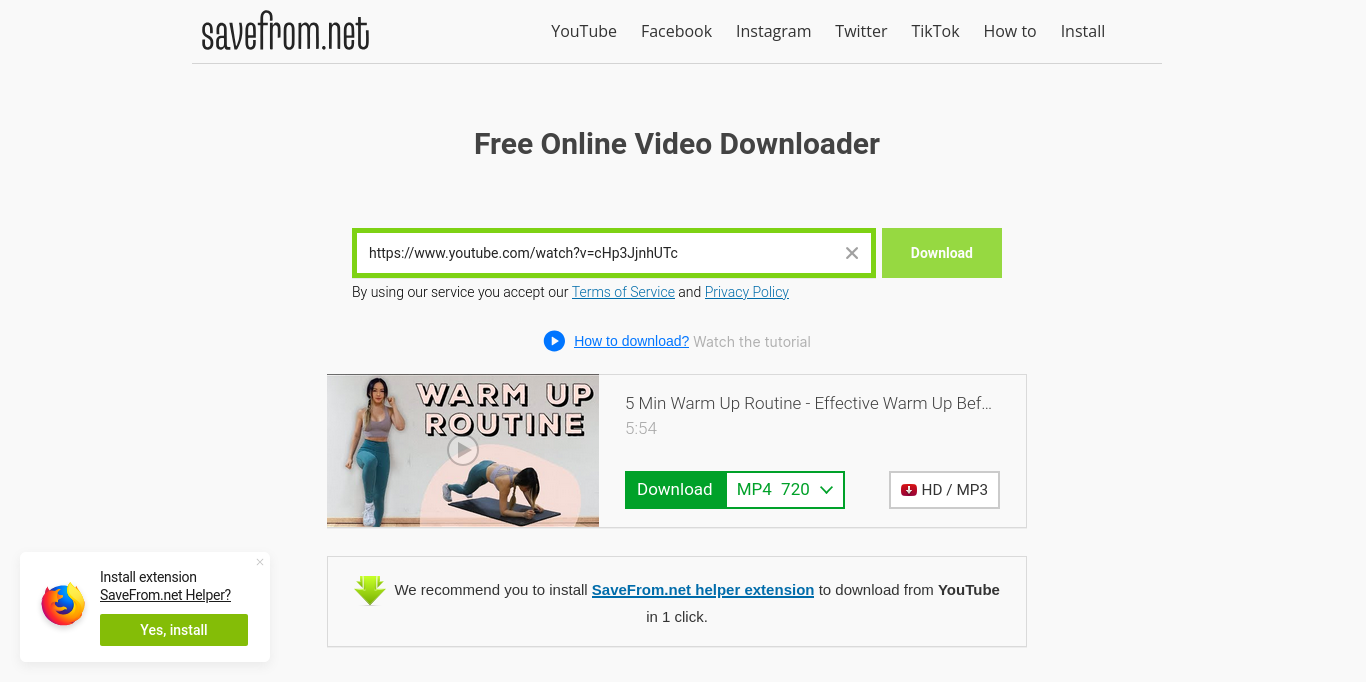 savefrom.net
YouTube Facebook Instagram Twitter TikTok How to Install
Free Online Video Downloader
https://www.youtube.com/watch?v=cHp3JjnhUTc
Download
By using our service you accept our Terms of Service and Privacy Policy
How to download? Watch the tutorial
WARM UP
ROUTINE
5 Min Warm Up Routine - Effective Warm Up Bef...
5:54
Download MP4 720
HD / MP3
We recommend you to install SaveFrom.net helper extension to download from YouTube
in 1 click.
Install extension
SaveFrom.net Helper?
Yes, install